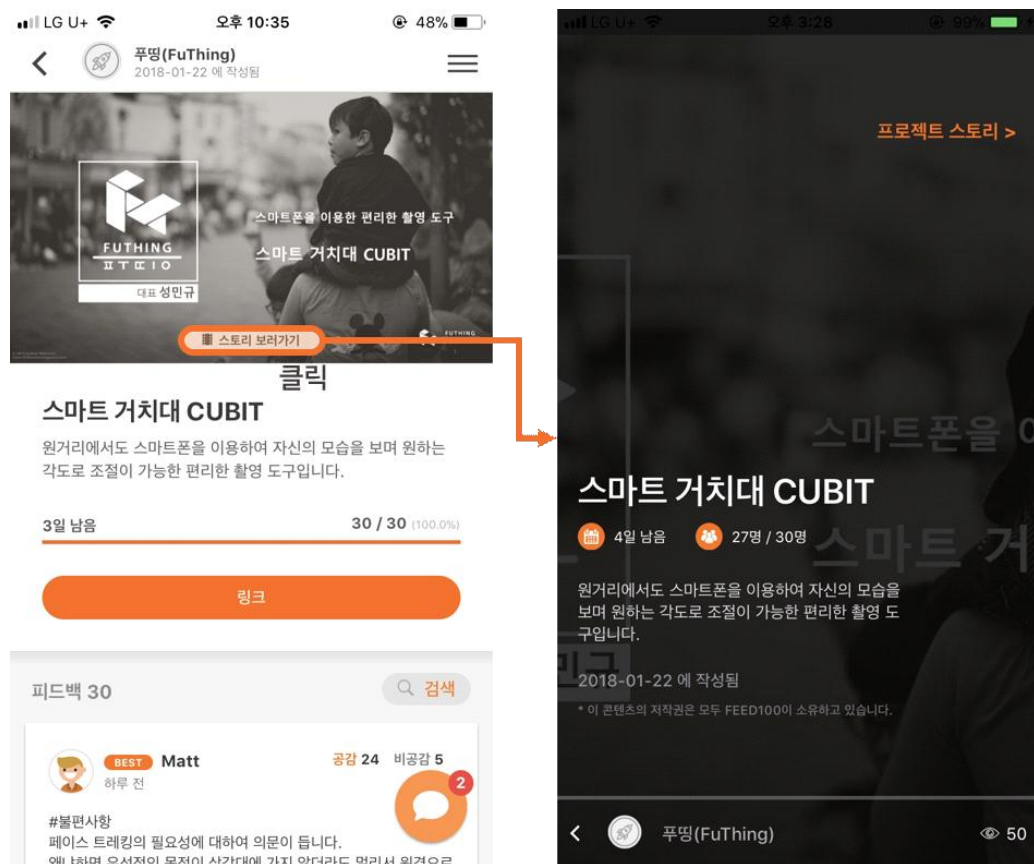 LG U+ 오후 10:35 48%
푸띵(FuThing)
2018-01-22 에 작성됨
스마트폰을 이용한 편리한 촬영 도구
스마트 거치대 CUBIT
FUTHING
ㅍㅜㄸㅣㅇ
대표 성민규
스토리 보러가기
FUTHING
클릭
스마트 거치대 CUBIT
원거리에서도 스마트폰을 이용하여 자신의 모습을 보며 원하는
각도로 조절이 가능한 편리한 촬영 도구입니다.
3일 남음 30 / 30 (100.0%)
링크
피드백 30 검색
BEST Matt 공감 24 비공감 5
하루 전
2
#불편사항
페이스 트레킹의 필요성에 대하여 의문이 듭니다.
LG U+ 오후 3:28 99%
프로젝트 스토리 >
스마트폰을
스마트 거치대 CUBIT
4일 남음 27명 / 30명
스마트 거
원거리에서도 스마트폰을 이용하여 자신의 모습을
보며 원하는 각도로 조절이 가능한 편리한 촬영 도
구입니다.
민규
2018-01-22 에 작성됨
* 이 콘텐츠의 저작권은 모두 FEED100이 소유하고 있습니다.
푸띵(FuThing) 50